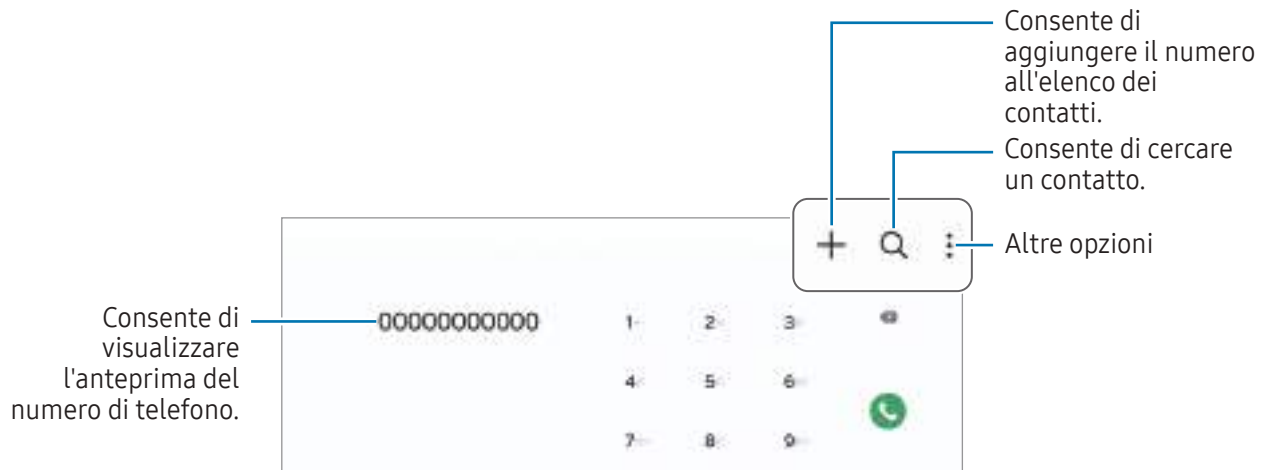 Consente di
aggiungere il numero
all'elenco dei
contatti.
Consente di cercare
un contatto.
Altre opzioni
Consente di
visualizzare
l'anteprima del
numero di telefono.
00000000000
1 2 3
4 5 6
7 8 9